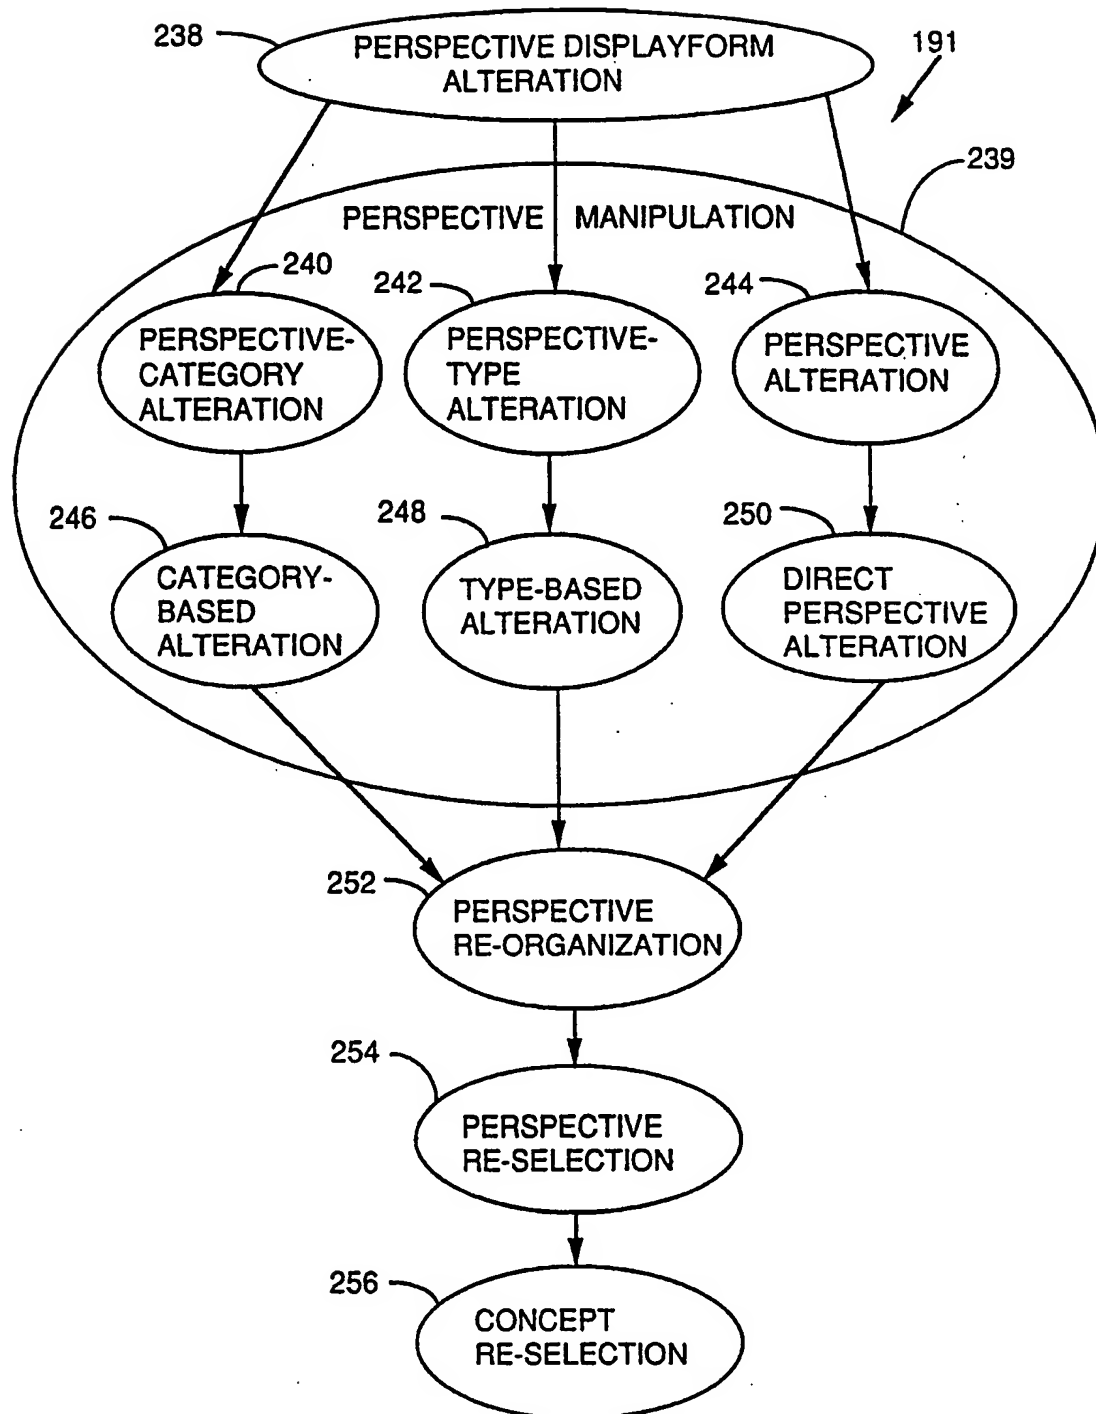 238
PERSPECTIVE DISPLAYFORM
ALTERATION
191
239
PERSPECTIVE MANIPULATION
240
242
244
PERSPECTIVE-
CATEGORY
ALTERATION
PERSPECTIVE-
TYPE
ALTERATION
PERSPECTIVE
ALTERATION
246
248
250
CATEGORY-
BASED
ALTERATION
TYPE-BASED
ALTERATION
DIRECT
PERSPECTIVE
ALTERATION
252
PERSPECTIVE
RE-ORGANIZATION
254
PERSPECTIVE
RE-SELECTION
256
CONCEPT
RE-SELECTION